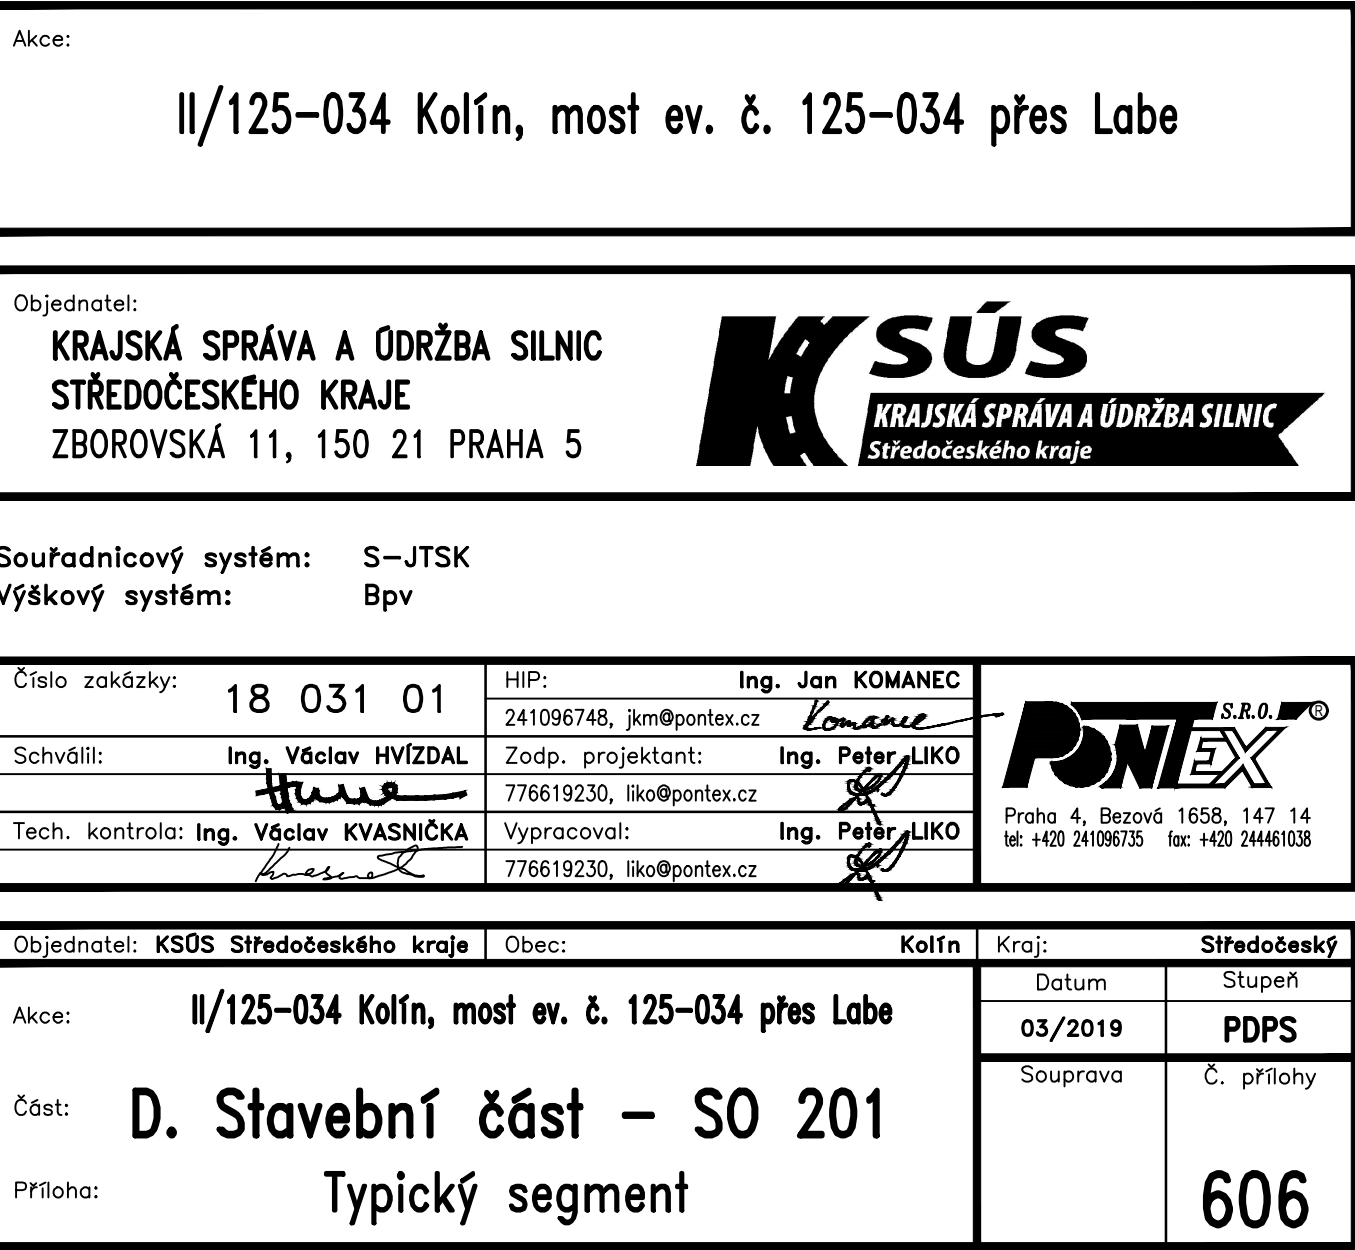 Akce:
II/125-034 Kolín, most ev. č. 125-034 přes Labe
Objednatel:
KRAJSKÁ SPRÁVA A ÚDRŽBA SILNIC
STŘEDOČESKÉHO KRAJE
ZBOROVSKÁ 11, 150 21 PRAHA 5
KSÚS
KRAJSKÁ SPRÁVA A ÚDRŽBA SILNIC
Středočeského kraje
Souřadnicový systém: S-JTSK
Výškový systém: Bpv
Číslo zakázky: 18 031 01
HIP: Ing. Jan KOMANEC
241096748, jkm@pontex.cz Komanec
Schválil: Ing. Václav HVÍZDAL
Zodp. projektant: Ing. Peter LIKO
776619230, liko@pontex.cz
Tech. kontrola: Ing. Václav KVASNIČKA
Vypracoval: Ing. Peter LIKO
776619230, liko@pontex.cz
PONTEX S.R.O. ®
Praha 4, Bezová 1658, 147 14
tel: +420 241096735 fax: +420 244461038
Objednatel: KSÚS Středočeského kraje
Obec: Kolín
Kraj: Středočeský
Akce: II/125-034 Kolín, most ev. č. 125-034 přes Labe
Část: D. Stavební část - SO 201
Příloha: Typický segment
Datum
03/2019
Stupeň
PDPS
Souprava
Č. přílohy
606